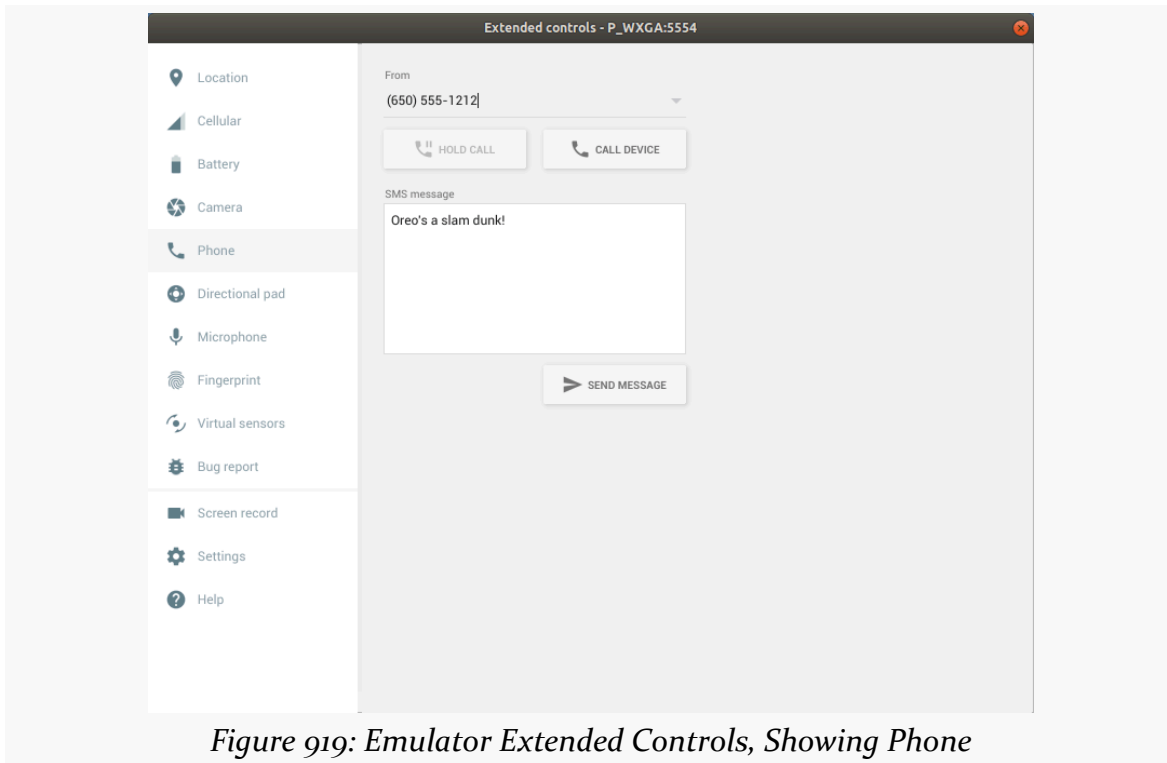 Extended controls - P_WXGA:5554
Location
Cellular
Battery
Camera
Phone
Directional pad
Microphone
Fingerprint
Virtual sensors
Bug report
Screen record
Settings
Help
From
(650) 555-1212
HOLD CALL
CALL DEVICE
SMS message
Oreo's a slam dunk!
SEND MESSAGE
Figure 919: Emulator Extended Controls, Showing Phone